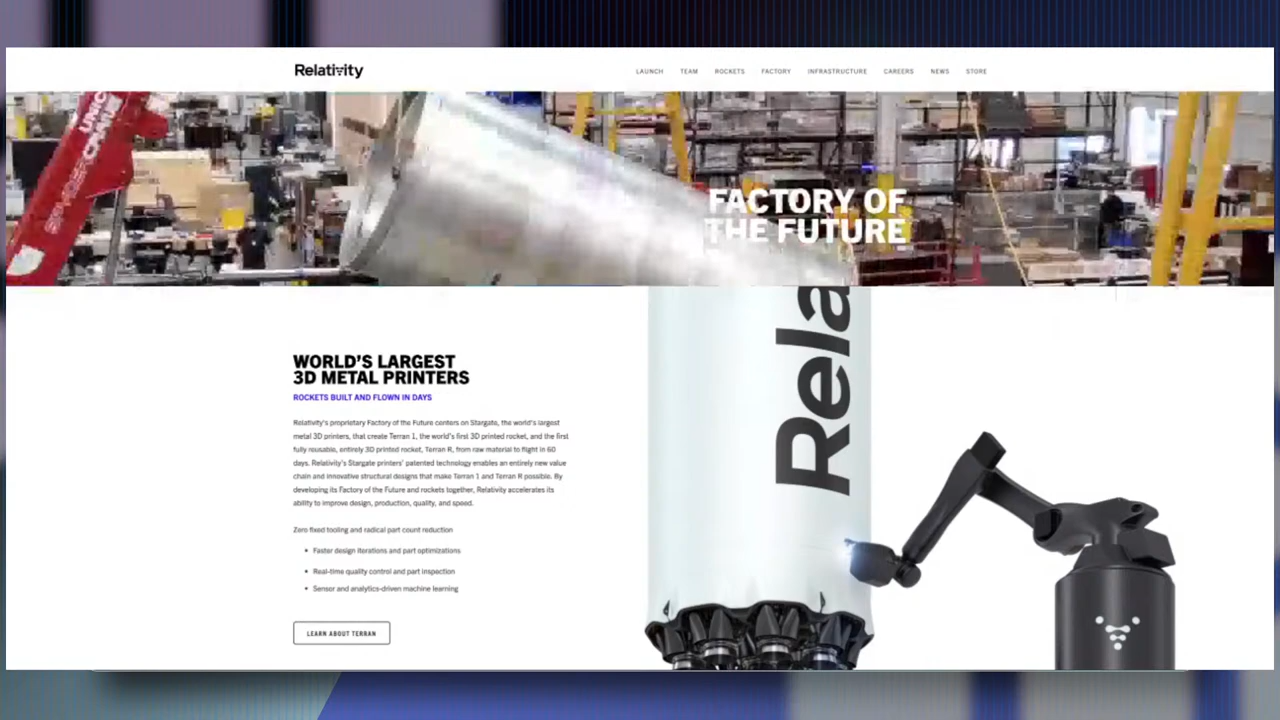 Relativity
LAUNCH TEAM ROCKETS FACTORY INFRASTRUCTURE CAREERS NEWS STORE
FACTORY OF
THE FUTURE
WORLD'S LARGEST
3D METAL PRINTERS
ROCKETS BUILT AND FLOWN IN DAYS
Relativity's proprietary Factory of the Future centers on Stargate, the world's largest
metal 3D printers, that create Terran 1, the world's first 3D printed rocket, and the first
fully reusable, entirely 3D printed rocket, Terran R, from raw material to flight in 60
days. Relativity's Stargate printers' patented technology enables an entirely new value
chain and innovative structural designs that make Terran 1 and Terran R possible. By
developing its Factory of the Future and rockets together, Relativity accelerates its
ability to improve design, production, quality, and speed.
Zero fixed tooling and radical part count reduction
• Faster design iterations and part optimizations
• Real-time quality control and part inspection
• Sensor and analytics-driven machine learning
LEARN ABOUT TERRAN
Rela